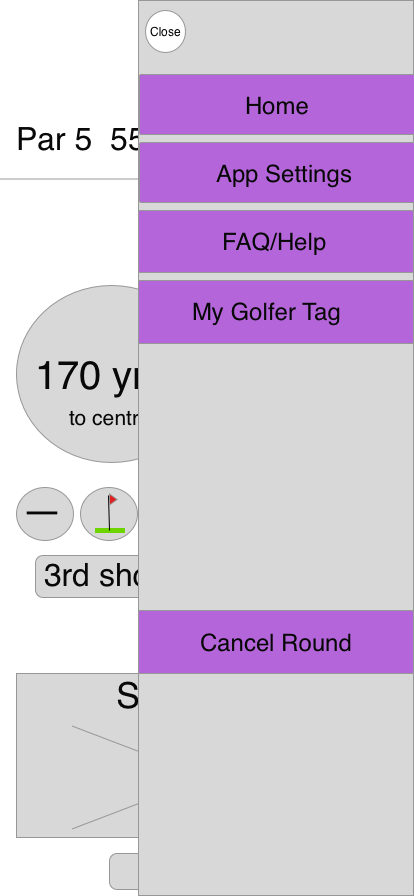 Close
Home
Par 5 55
App Settings
FAQ/Help
My Golfer Tag
170 y
to centr
3rd sho
Cancel Round
S